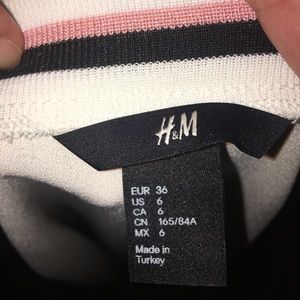 H&M
EUR 36
US 6
CA 6
CN 165/84A
MX 6
Made in
Turkey